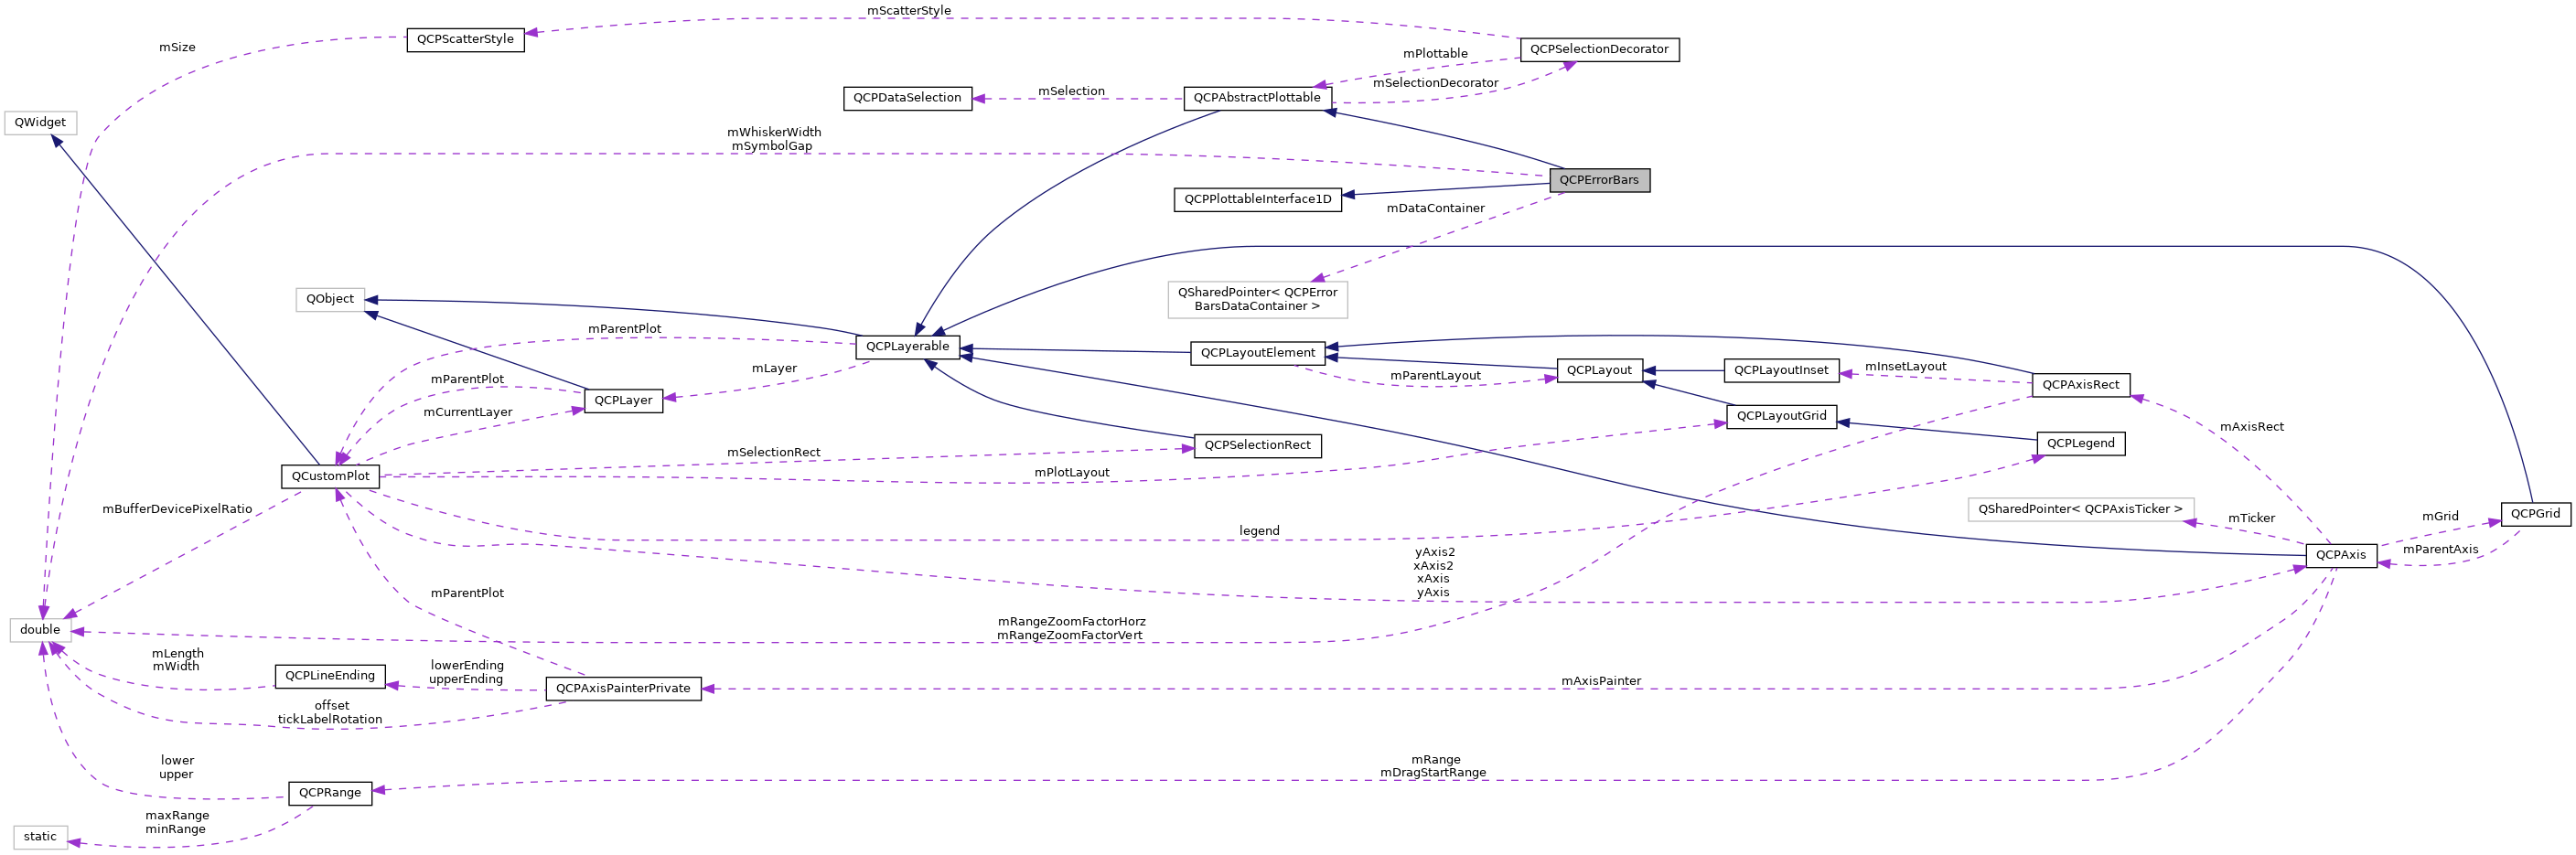 mScatterStyle
QCPScatterStyle
mSize
QCPSelectionDecorator
mPlottable
mSelectionDecorator
mSelection
QCPDataSelection
QCPAbstractPlottable
QWidget
mWhiskerWidth
mSymbolGap
QCPErrorBars
QCPPlottableInterface1D
mDataContainer
QSharedPointer< QCPError
BarsDataContainer >
QObject
mParentPlot
QCPLayerable
QCPLayoutElement
mLayer
mParentLayout
QCPLayout
QCPLayoutInset
mInsetLayout
QCPAxisRect
mParentPlot
QCPLayer
mCurrentLayer
QCPLayoutGrid
mAxisRect
QCPSelectionRect
QCPLegend
mSelectionRect
mPlotLayout
QCustomPlot
mBufferDevicePixelRatio
QSharedPointer< QCPAxisTicker >
mTicker
mGrid
QCPGrid
legend
yAxis2
xAxis2
xAxis
yAxis
QCPAxis
mParentAxis
mParentPlot
double
mRangeZoomFactorHorz
mRangeZoomFactorVert
mLength
mWidth
QCPLineEnding
lowerEnding
upperEnding
QCPAxisPainterPrivate
mAxisPainter
offset
tickLabelRotation
lower
upper
QCPRange
mRange
mDragStartRange
maxRange
minRange
static